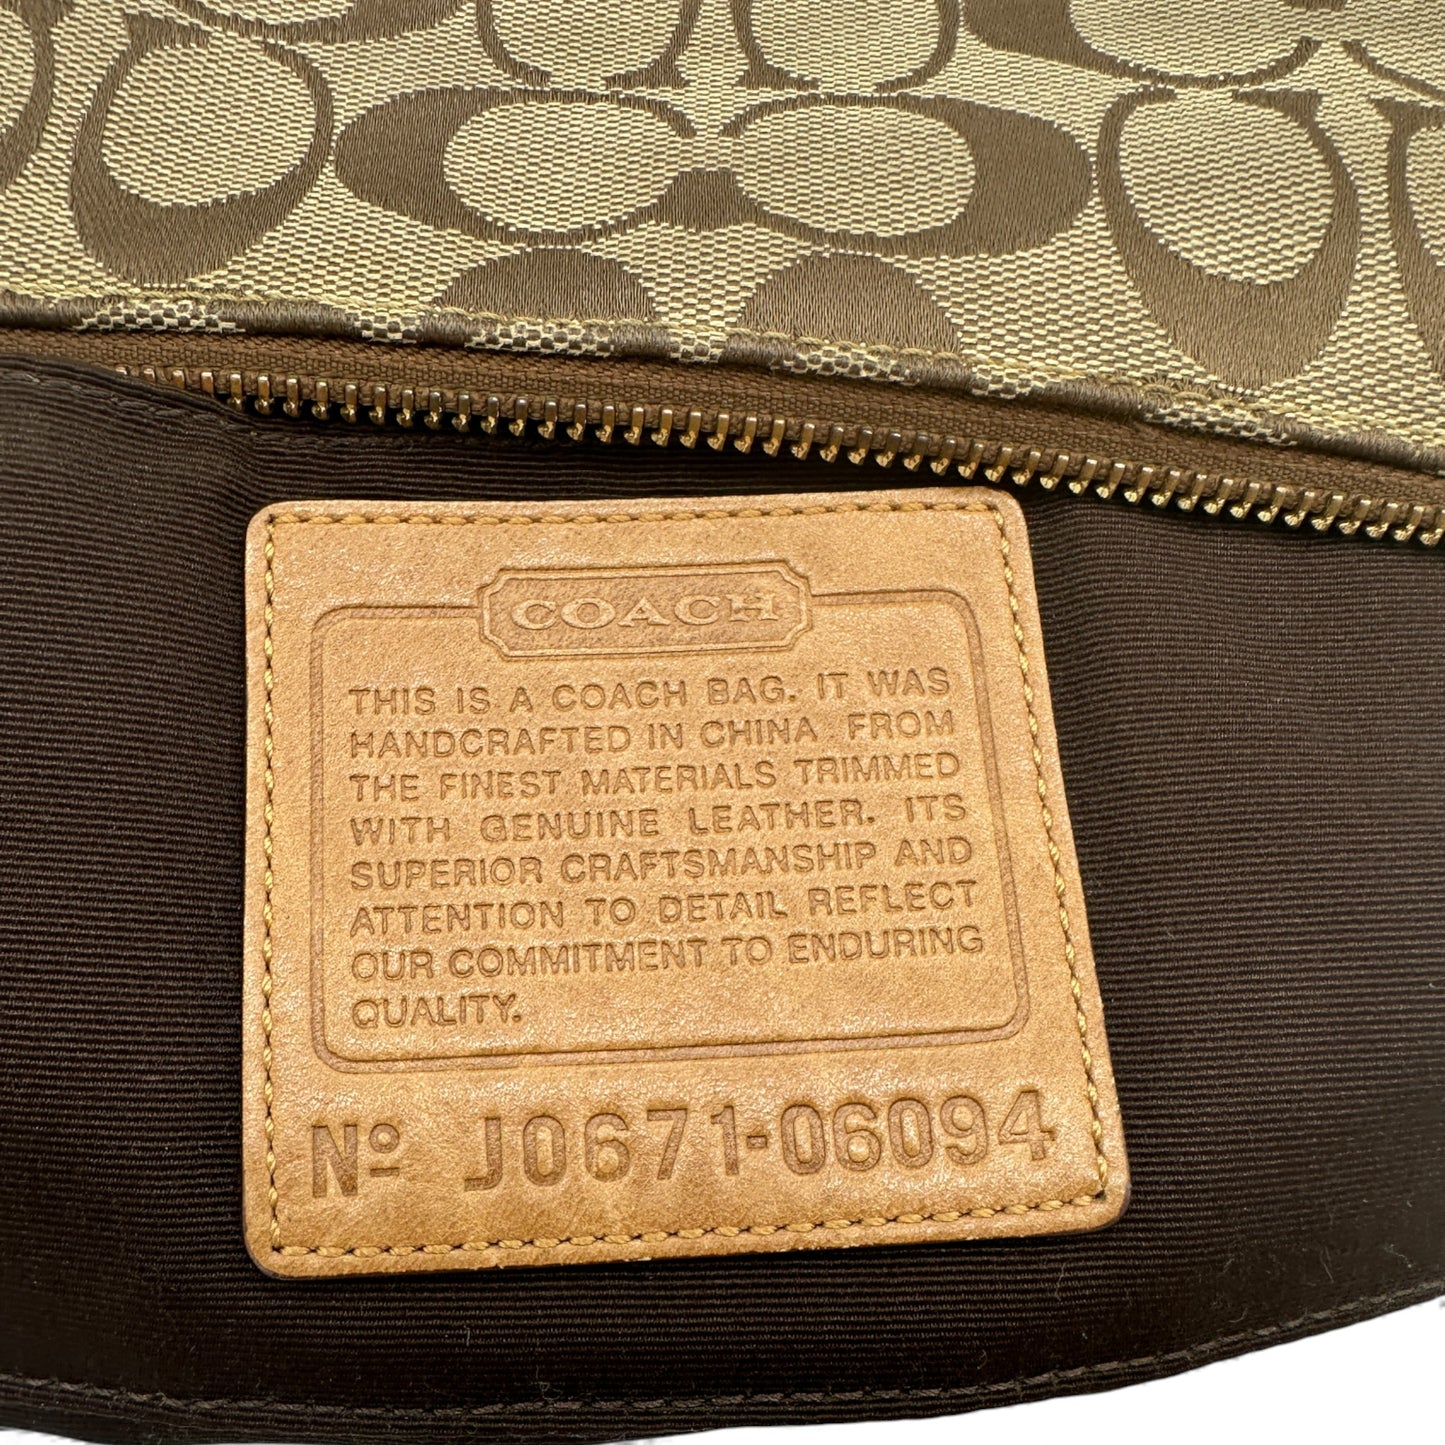 COACH
THIS IS A COACH BAG. IT WAS
HANDCRAFTED IN CHINA FROM
THE FINEST MATERIALS TRIMMED
WITH GENUINE LEATHER. ITS
SUPERIOR CRAFTSMANSHIP AND
ATTENTION TO DETAIL REFLECT
OUR COMMITMENT TO ENDURING
QUALITY.
Nº J0671-06094